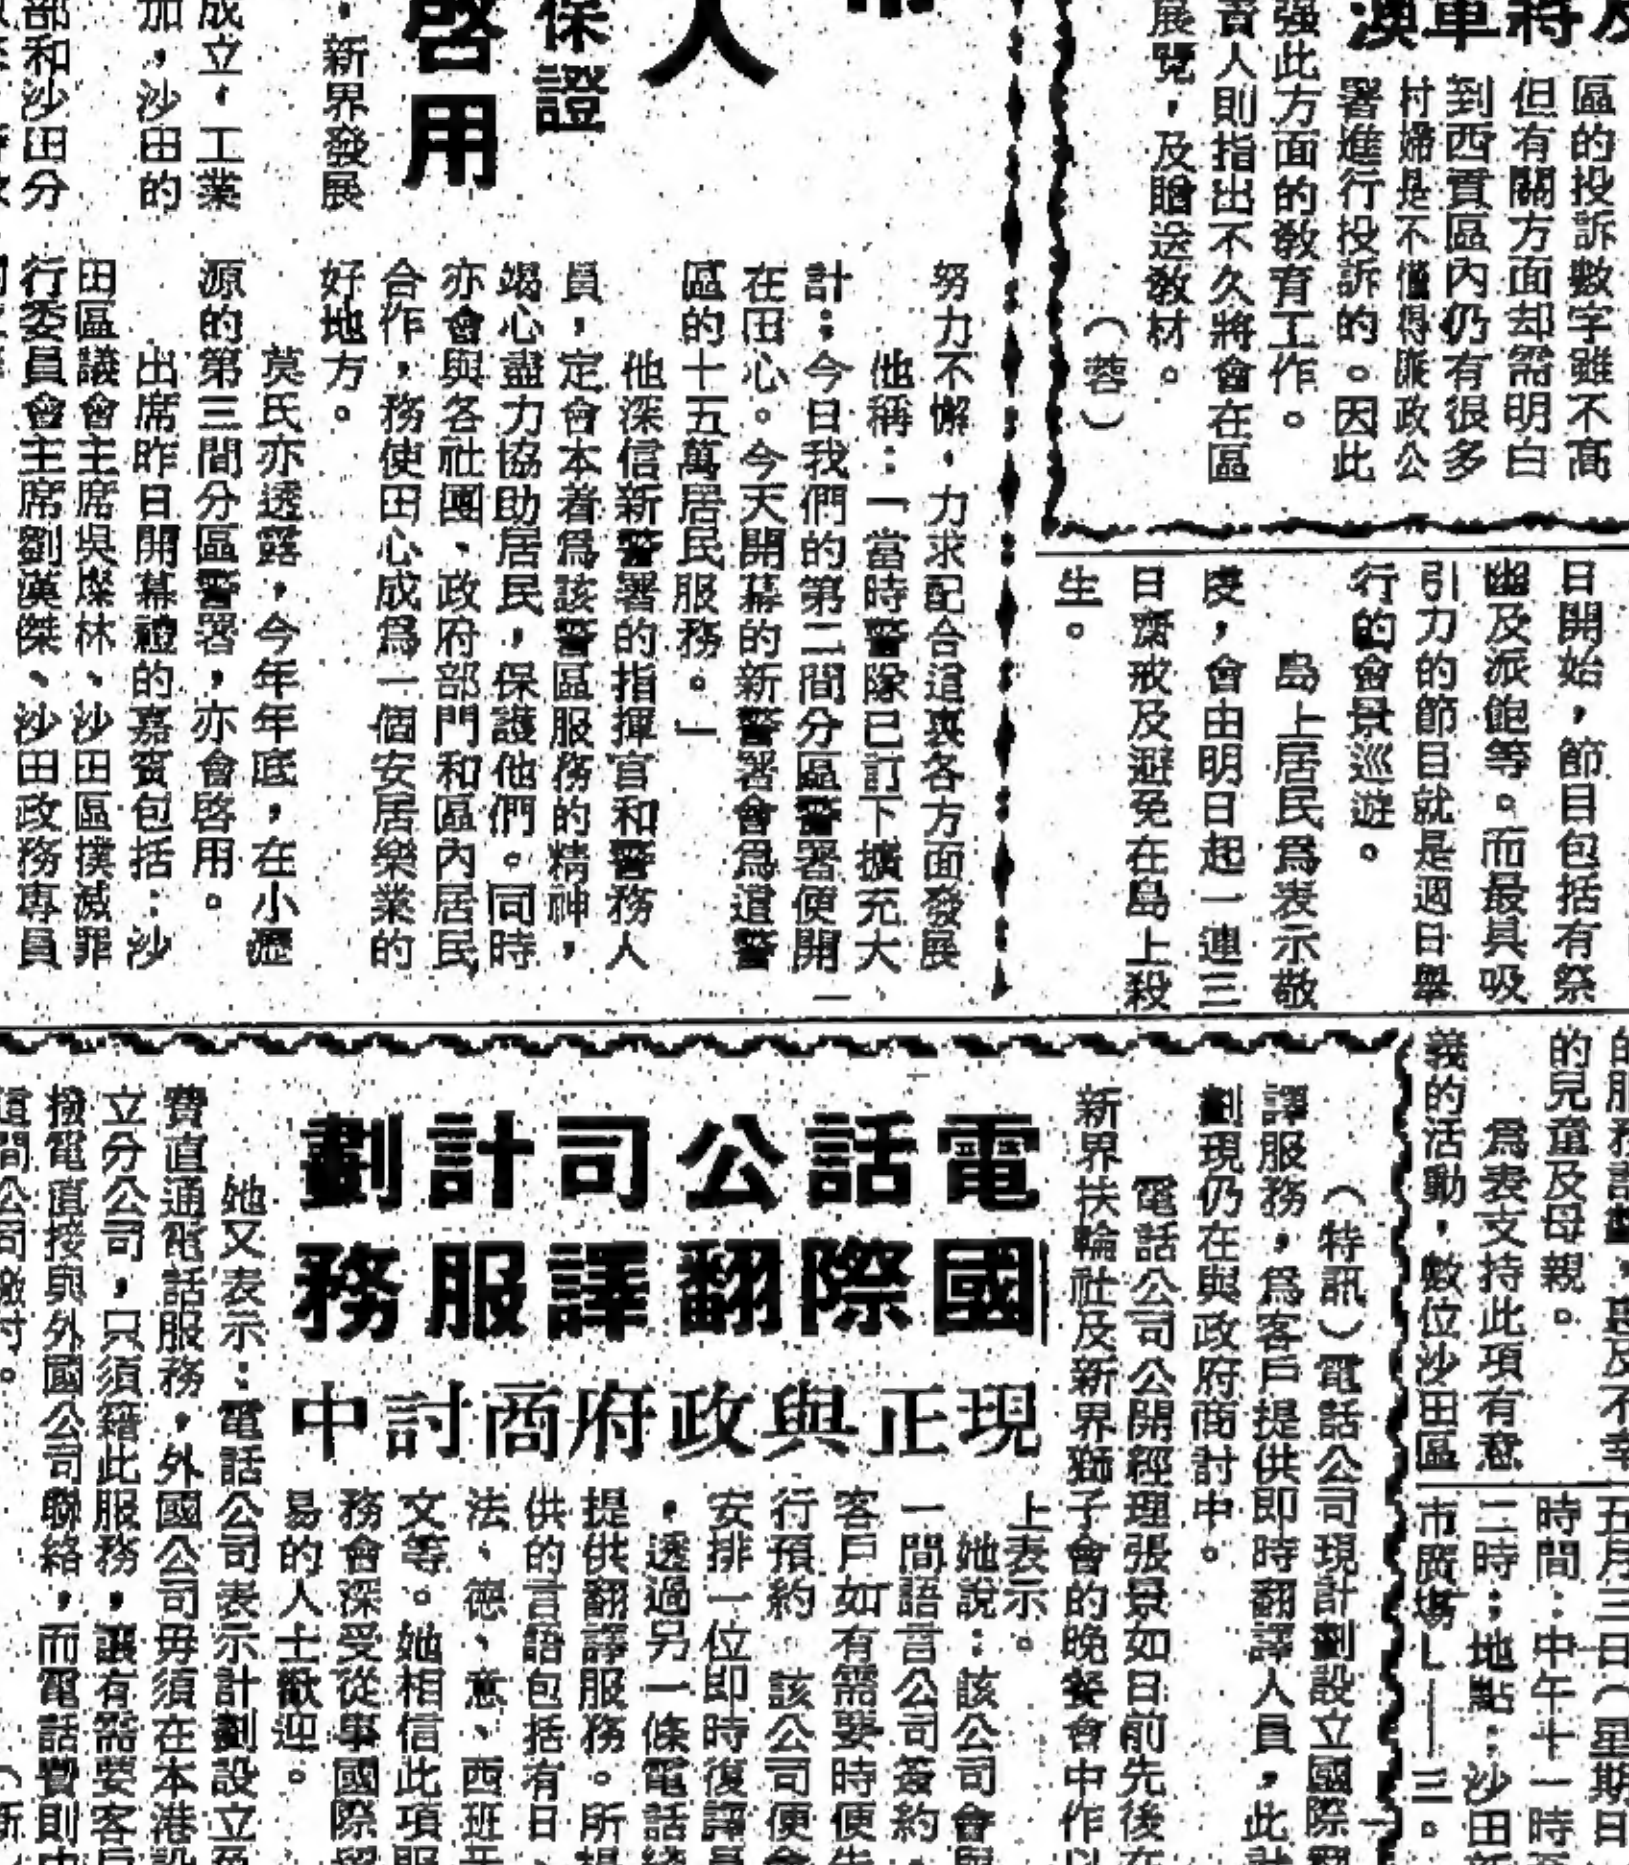 區的投訴數字雖不高
但有關方面却需明白
到西貢區內仍有很多
村婦是不懂得廉政公
署進行投訴的。因此
强此方面的敎育工作。
責人則指出不久將會在區
展覽，及贈送敎材。
（蓉）
日開始，節目包括有祭
幽及派飽等。而最具吸
引力的節目就是週日舉
行的會景巡遊。
島上居民爲表示敬
虔，會由明日起一連三
日齋戒及避免在島上殺
生。
人
保證
啓用
，新界發展
成立，工業
加，沙田的
部和沙田分
努力不懈，力求配合這裏各方面發展
他稱：「當時警隊已訂下擴充大
計：今日我們的第二間分區警署便開
在田心。今天開幕的新警署會爲這警
區的十五萬居民服務。」
他深信新警署的指揮官和警務人
員，定會本着爲該警區服務的精神，
竭心盡力協助居民，保護他們。同時
亦會與各社團、政府部門和區內居民
合作，務使田心成爲一個安居樂業的
好地方。
莫氏亦透露，今年年底，在小瀝
源的第三間分區警署，亦會啓用。
出席昨日開幕禮的嘉賓包括：沙
田區議會主席吳燦林、沙田區撲滅罪
行委員會主席劉漢傑、沙田政務專員
的兒童及母親。
爲表支持此項有意
義的活動，數位沙田區
五月三日（星期日
時間：中午十一時
二時；地點：沙田新
市廣場L——三。
電話公司計劃
國際翻譯服務
現正與政府商討中
（特訊）電話公司現計劃設立國際翻
譯服務，爲客戶提供即時翻譯人員，此計
劃現仍在與政府商討中。
電話公司公開經理張景如日前先後在
新界扶輪社及新界獅子會的晚餐會中作以
上表示。
她說：該公司會與
一間語言公司簽約，
客戶如有需要時便先
行預約 該公司便會
安排一位即時復譯員
，透過另一條電話綫
提供翻譯服務。所提
供的言語包括有日、
法、德、意、西班牙
文等。她相信此項服
務會深受從事國際貿
易的人士歡迎。
她又表示：電話公司表示計劃設立免
費直通電話服務，外國公司毋須在本港設
立分公司，只須籍此服務，讓有需要客戶
撥電直接與外國公司聯絡，而電話費則由
這間公司繳付。